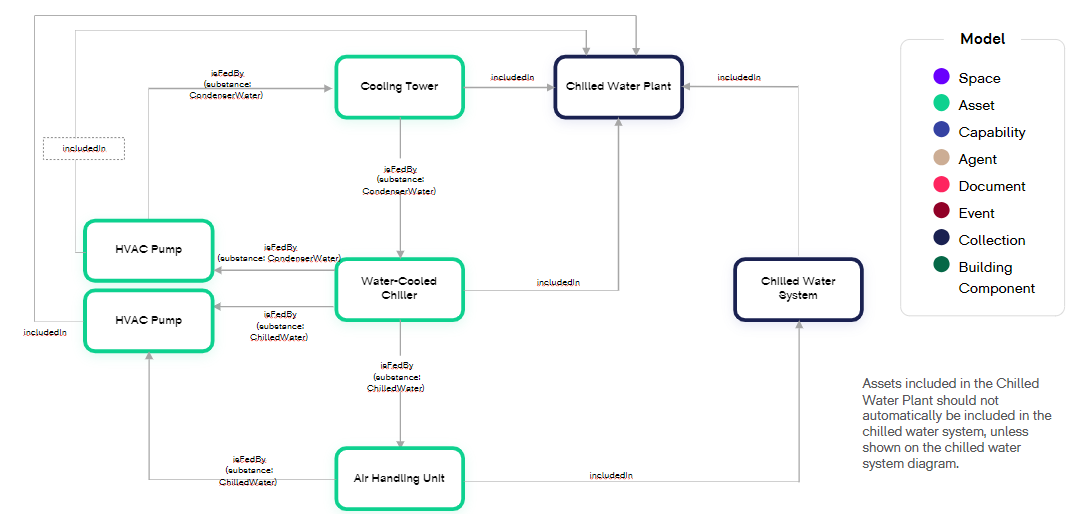 Model
Space
Asset
Capability
Agent
Document
Event
Collection
Building
Component
isFedBy
(substance:
CondenserWater)
Cooling Tower
includedIn
Chilled Water Plant
includedIn
includedIn
isFedBy
(substance:
CondenserWater)
HVAC Pump
isFedBy
(substance: CondenserWater)
Water-Cooled
Chiller
includedIn
Chilled Water
System
HVAC Pump
includedIn
isFedBy
(substance:
ChilledWater)
isFedBy
(substance:
ChilledWater)
isFedBy
(substance:
ChilledWater)
Air Handling Unit
includedIn
Assets included in the Chilled
Water Plant should not
automatically be included in the
chilled water system, unless
shown on the chilled water
system diagram.